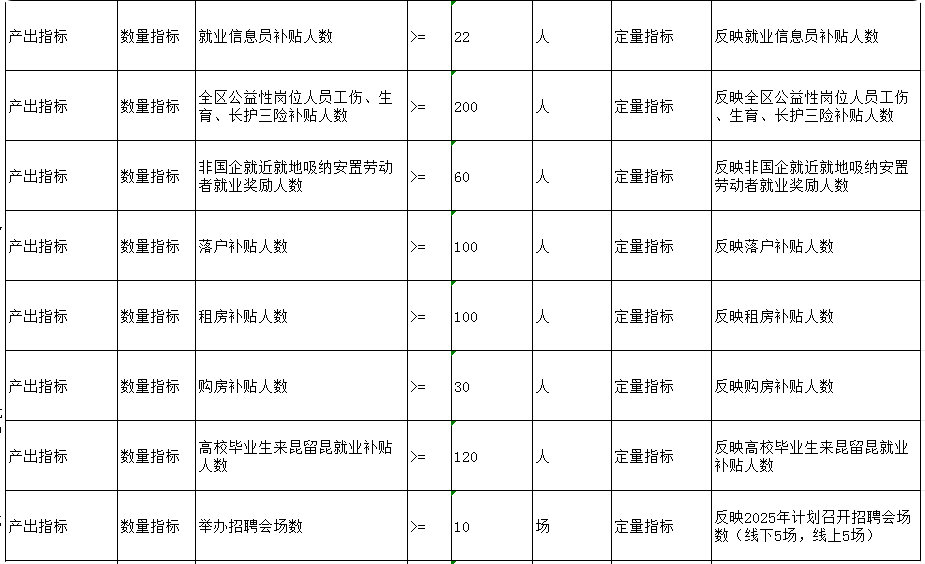 产出指标 数量指标 就业信息员补贴人数 >= 22 人 定量指标 反映就业信息员补贴人数
产出指标 数量指标 全区公益性岗位人员工伤、生 >= 200 人 定量指标 反映全区公益性岗位人员工伤
育、长护三险补贴人数 、生育、长护三险补贴人数
产出指标 数量指标 非国企就近就地吸纳安置劳动 >= 60 人 定量指标 反映非国企就近就地吸纳安置
者就业奖励人数 劳动者就业奖励人数
产出指标 数量指标 落户补贴人数 >= 100 人 定量指标 反映落户补贴人数
产出指标 数量指标 租房补贴人数 >= 100 人 定量指标 反映租房补贴人数
产出指标 数量指标 购房补贴人数 >= 30 人 定量指标 反映购房补贴人数
产出指标 数量指标 高校毕业生来昆留昆就业补贴 >= 120 人 定量指标 反映高校毕业生来昆留昆就业
人数 补贴人数
产出指标 数量指标 举办招聘会场数 >= 10 场 定量指标 反映2025年计划召开招聘会场
数（线下5场，线上5场）